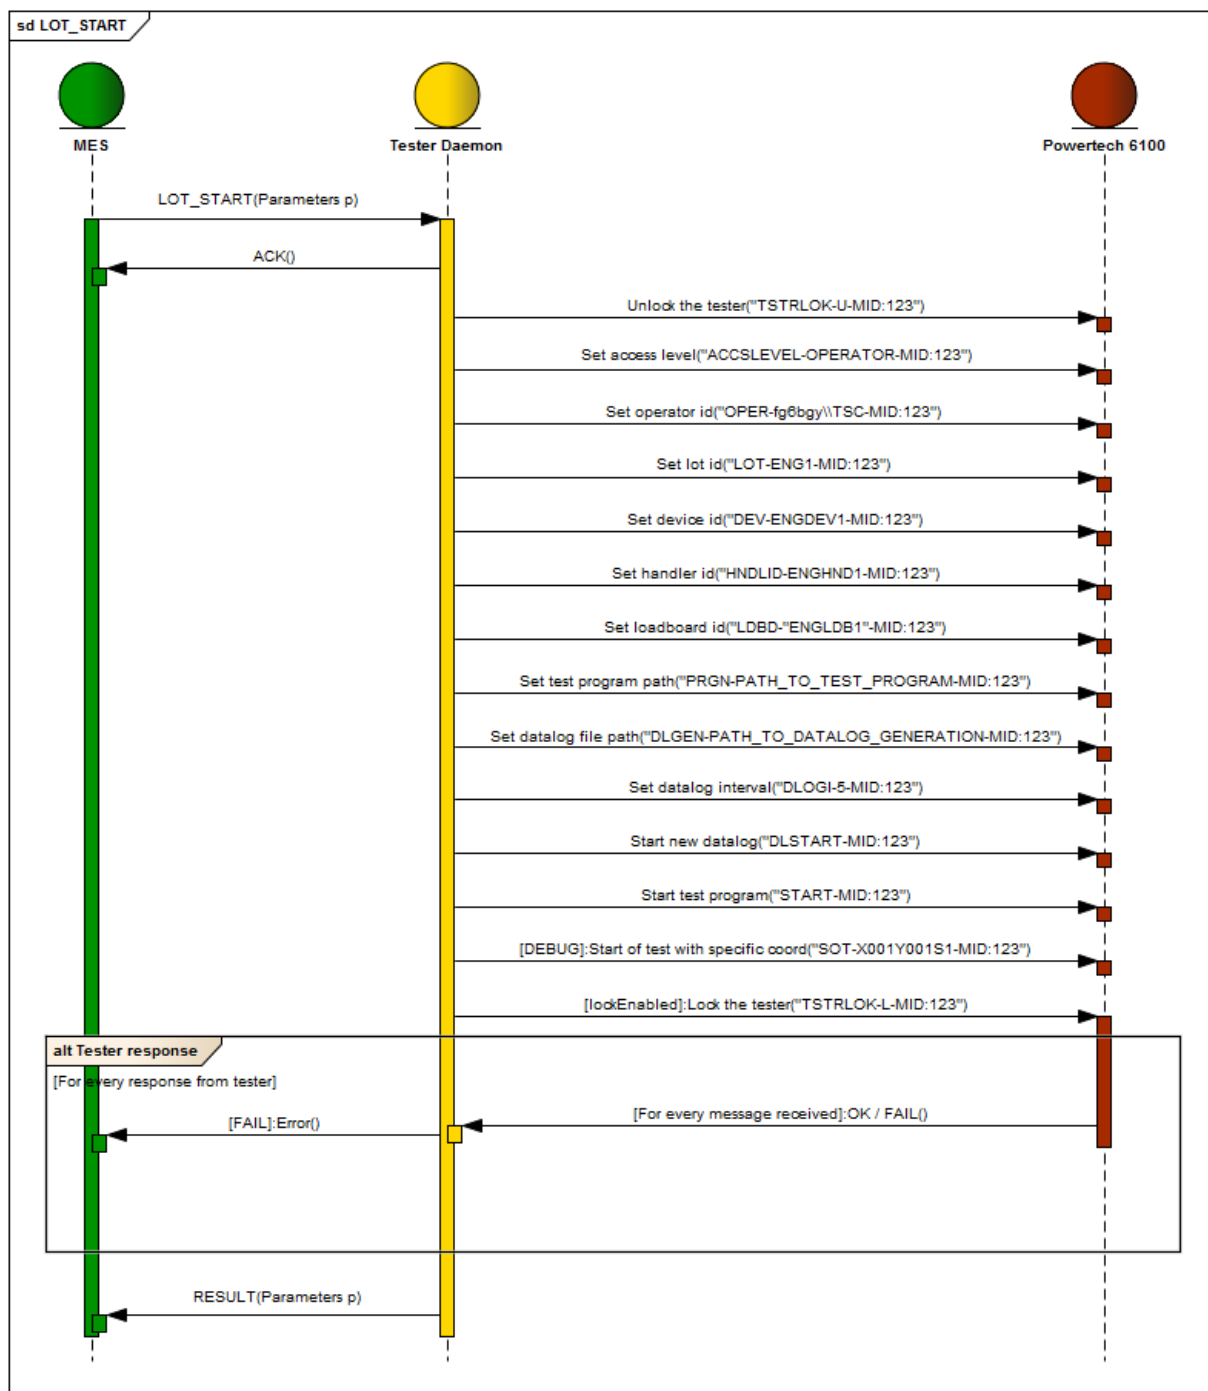 sd LOT_START
MES
Tester Daemon
Powertech 6100
LOT_START(Parameters p)
ACK()
Unlock the tester("TSTRLOK-U-MID:123")
Set access level("ACCSLEVEL-OPERATOR-MID:123")
Set operator id("OPER-fg6bgy\\TSC-MID:123")
Set lot id("LOT-ENG1-MID:123")
Set device id("DEV-ENGDEV1-MID:123")
Set handler id("HNDLID-ENGHND1-MID:123")
Set loadboard id("LDBD-"ENGLDB1"-MID:123")
Set test program path("PRGN-PATH_TO_TEST_PROGRAM-MID:123")
Set datalog file path("DLGEN-PATH_TO_DATALOG_GENERATION-MID:123")
Set datalog interval("DLOGI-5-MID:123")
Start new datalog("DLSTART-MID:123")
Start test program("START-MID:123")
[DEBUG]:Start of test with specific coord("SOT-X001Y001S1-MID:123")
[lockEnabled]:Lock the tester("TSTRLOK-L-MID:123")
alt Tester response
[For every response from tester]
[For every message received]:OK / FAIL()
[FAIL]:Error()
RESULT(Parameters p)